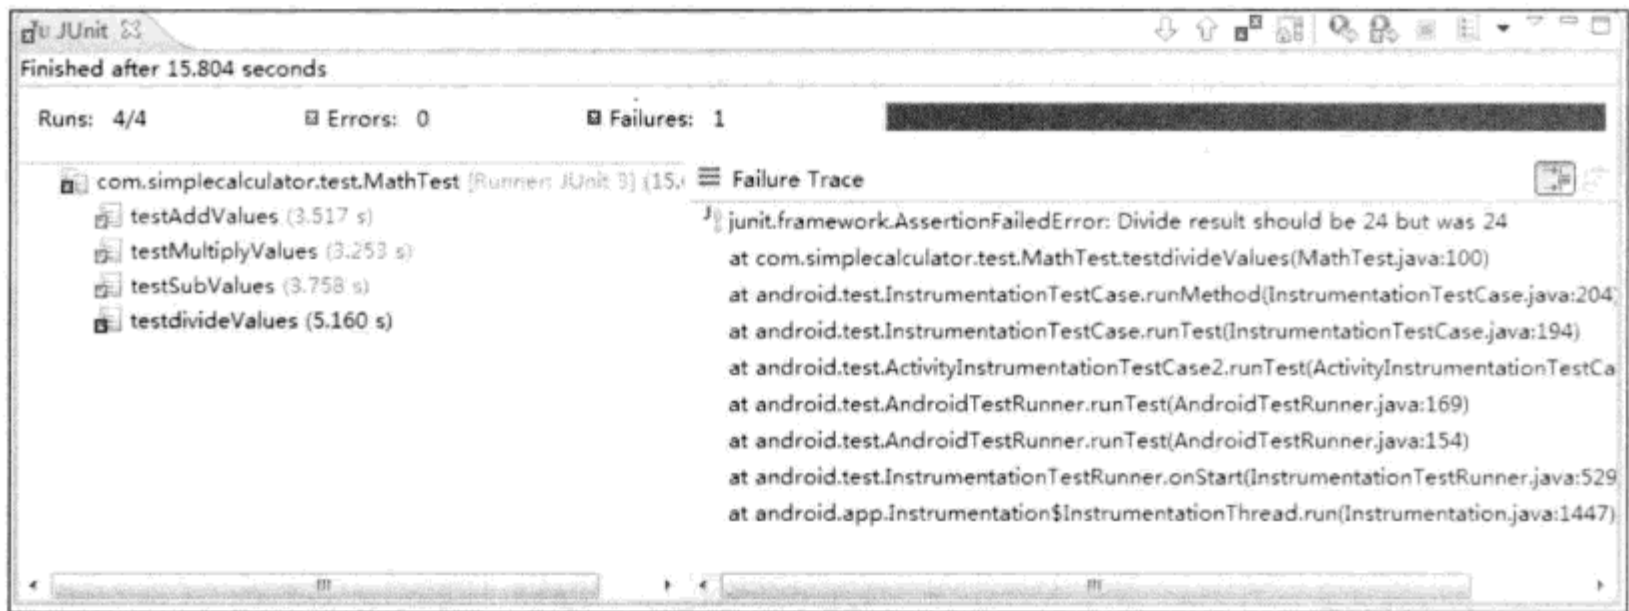 JUnit
Finished after 15.804 seconds
Runs: 4/4
Errors: 0
Failures: 1
com.simplecalculator.test.MathTest [Runner: JUnit 3] (15.
testAddValues (3.517 s)
testMultiplyValues (3.253 s)
testSubValues (3.758 s)
testdivideValues (5.160 s)
Failure Trace
junit.framework.AssertionFailedError: Divide result should be 24 but was 24
at com.simplecalculator.test.MathTest.testdivideValues(MathTest.java:100)
at android.test.InstrumentationTestCase.runMethod(InstrumentationTestCase.java:204)
at android.test.InstrumentationTestCase.runTest(InstrumentationTestCase.java:194)
at android.test.ActivityInstrumentationTestCase2.runTest(ActivityInstrumentationTestCa
at android.test.AndroidTestRunner.runTest(AndroidTestRunner.java:169)
at android.test.AndroidTestRunner.runTest(AndroidTestRunner.java:154)
at android.test.InstrumentationTestRunner.onStart(InstrumentationTestRunner.java:529
at android.app.Instrumentation$InstrumentationThread.run(Instrumentation.java:1447)